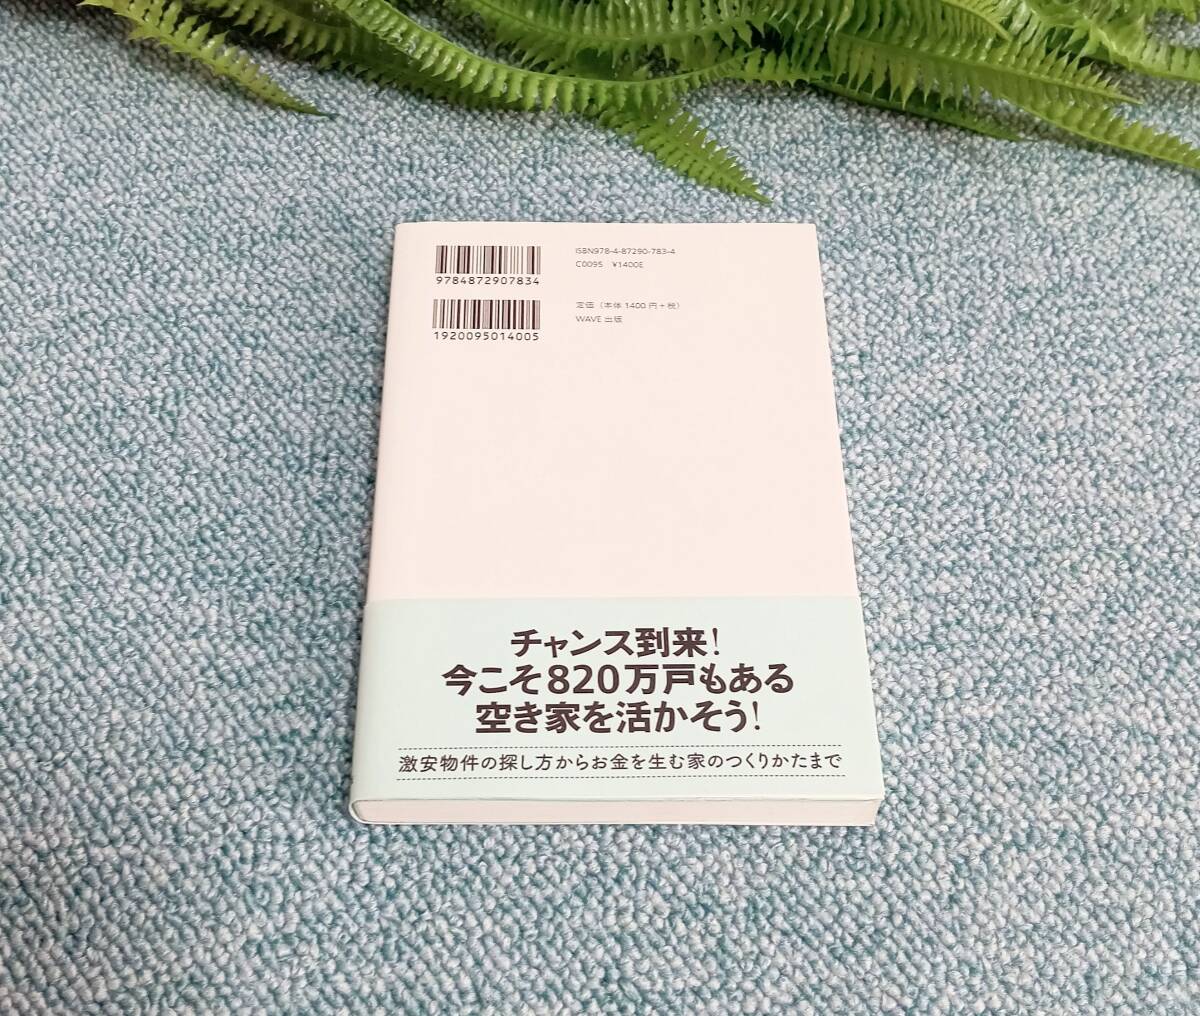 9784872907834
ISBN978-4-87290-783-4
C0095 ¥1400E
1920095014005
定価（本体1400円+税）
WAVE出版
チャンス到来！
今こそ820万戸もある
空き家を活かそう！
激安物件の探し方からお金を生む家のつくりかたまで